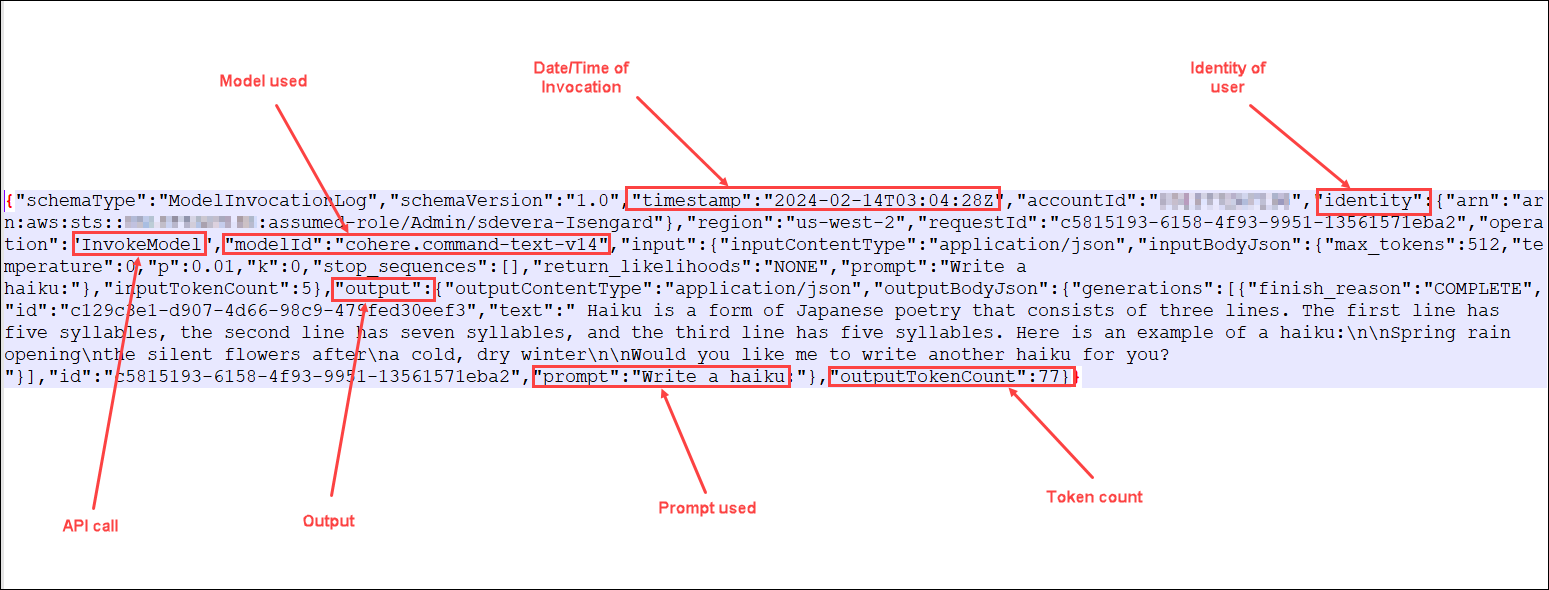 Model used
Date/Time of
Invocation
Identity of
user
{"schemaType":"ModelInvocationLog","schemaVersion":"1.0","timestamp":"2024-02-14T03:04:28Z","accountId":"","identity":{"arn":"ar
n:aws:sts:::assumed-role/Admin/sdevera-Isengard"},"region":"us-west-2","requestId":"c5815193-6158-4f93-9951-13561571eba2","opera
tion":"InvokeModel","modelId":"cohere.command-text-v14","input":{"inputContentType":"application/json","inputBodyJson":{"max_tokens":512,"te
mperature":0,"p":0.01,"k":0,"stop_sequences":[],"return_likelihoods":"NONE","prompt":"Write a
haiku:"},"inputTokenCount":5},"output":{"outputContentType":"application/json","outputBodyJson":{"generations":[{"finish_reason":"COMPLETE",
"id":"c129c3e1-d907-4d66-98c9-479fed30eef3","text":" Haiku is a form of Japanese poetry that consists of three lines. The first line has
five syllables, the second line has seven syllables, and the third line has five syllables. Here is an example of a haiku:\n\nSpring rain
opening\nthe silent flowers after\na cold, dry winter\n\nWould you like me to write another haiku for you?
"}],"id":"c5815193-6158-4f93-9951-13561571eba2","prompt":"Write a haiku:"},"outputTokenCount":77}}
API call
Output
Prompt used
Token count